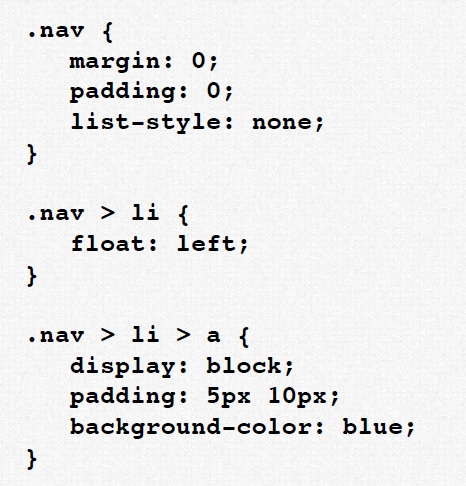 .nav {
   margin: 0;
   padding: 0;
   list-style: none;
}

.nav > li {
   float: left;
}

.nav > li > a {
   display: block;
   padding: 5px 10px;
   background-color: blue;
}